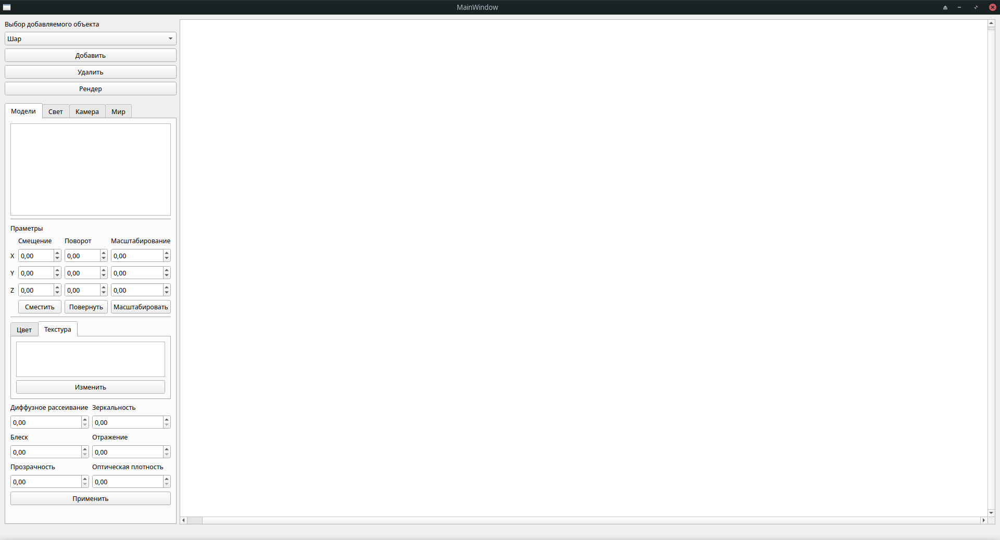 MainWindow
Выбор добавляемого объекта
Шар
Добавить
Удалить
Рендер
Модели Свет Камера Мир
Праметры
Смещение Поворот Масштабирование
X 0,00 0,00 0,00
Y 0,00 0,00 0,00
Z 0,00 0,00 0,00
Сместить Повернуть Масштабировать
Цвет Текстура
Изменить
Диффузное рассеивание Зеркальность
0,00 0,00
Блеск Отражение
0,00 0,00
Прозрачность Оптическая плотность
0,00 0,00
Применить